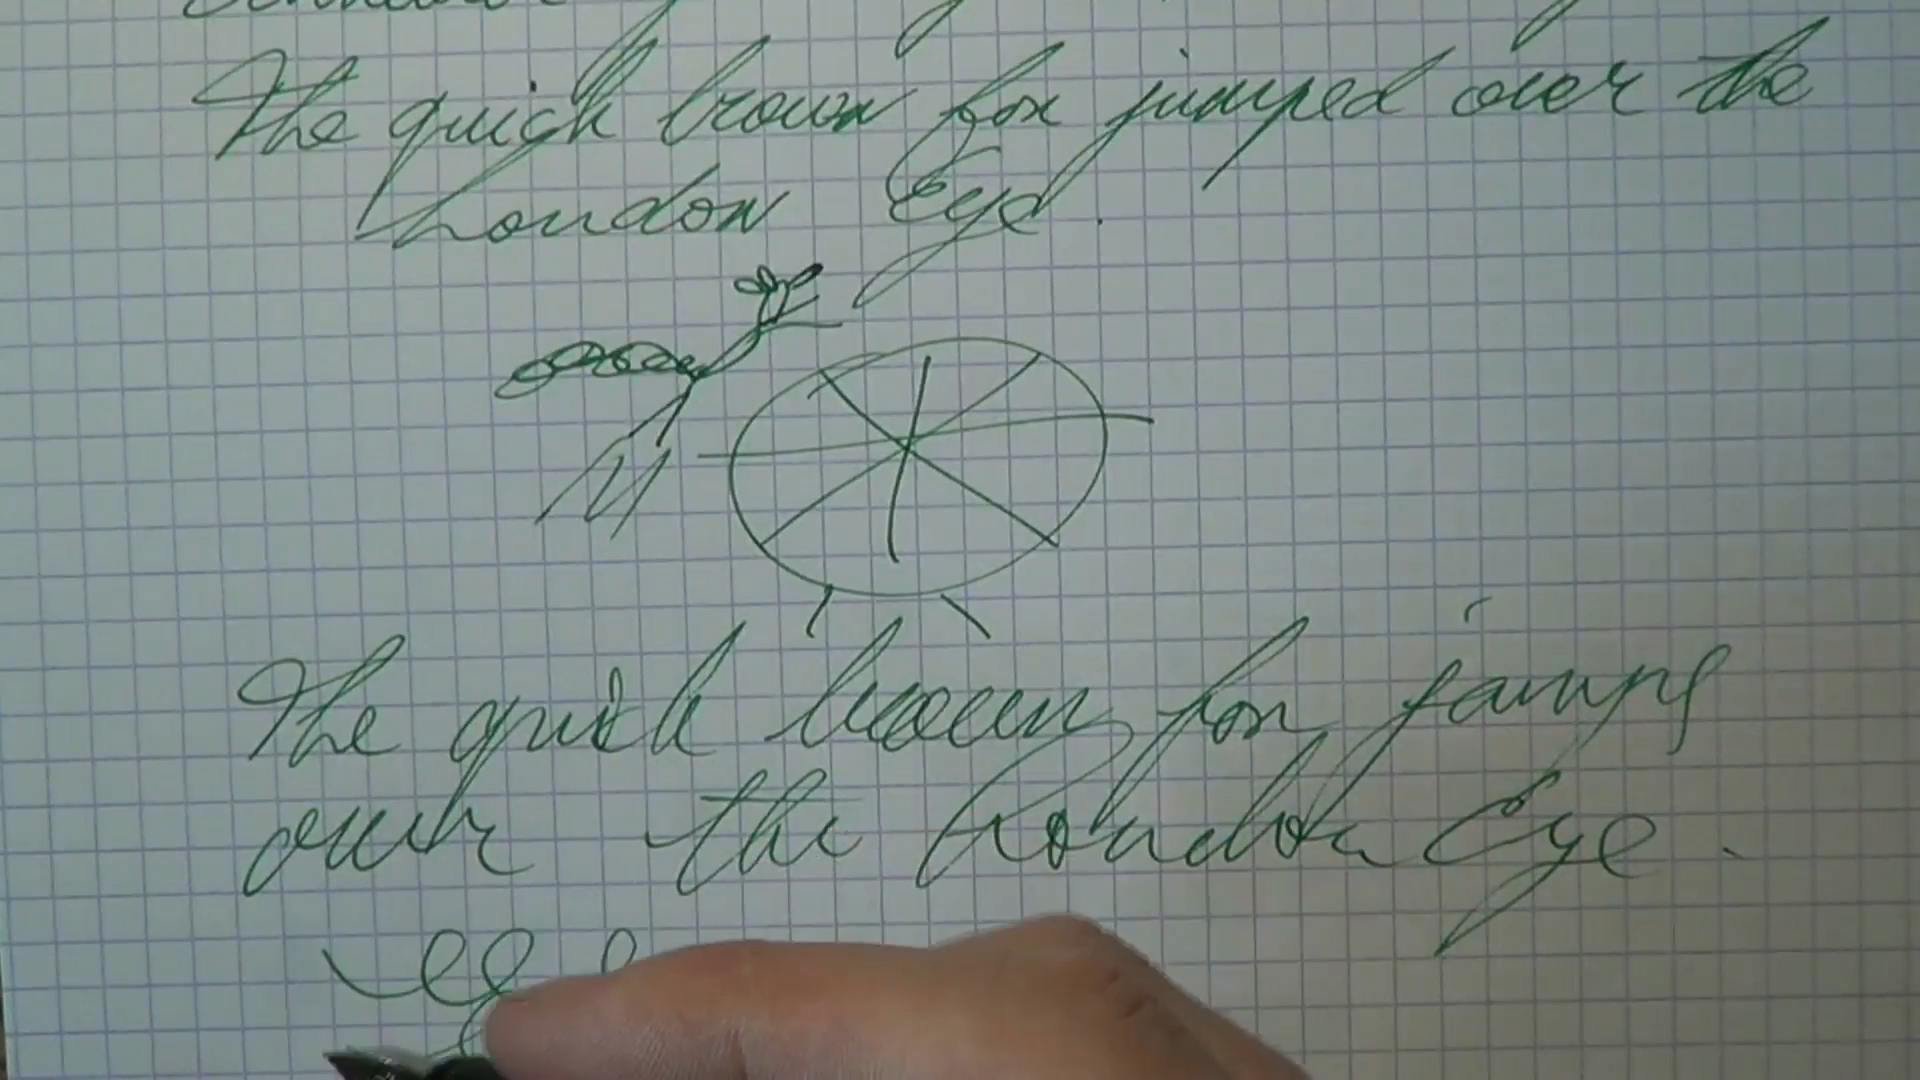 The quick brown fox jumped over the
London Eye.
The quick brown fox jumps
over the London Eye.